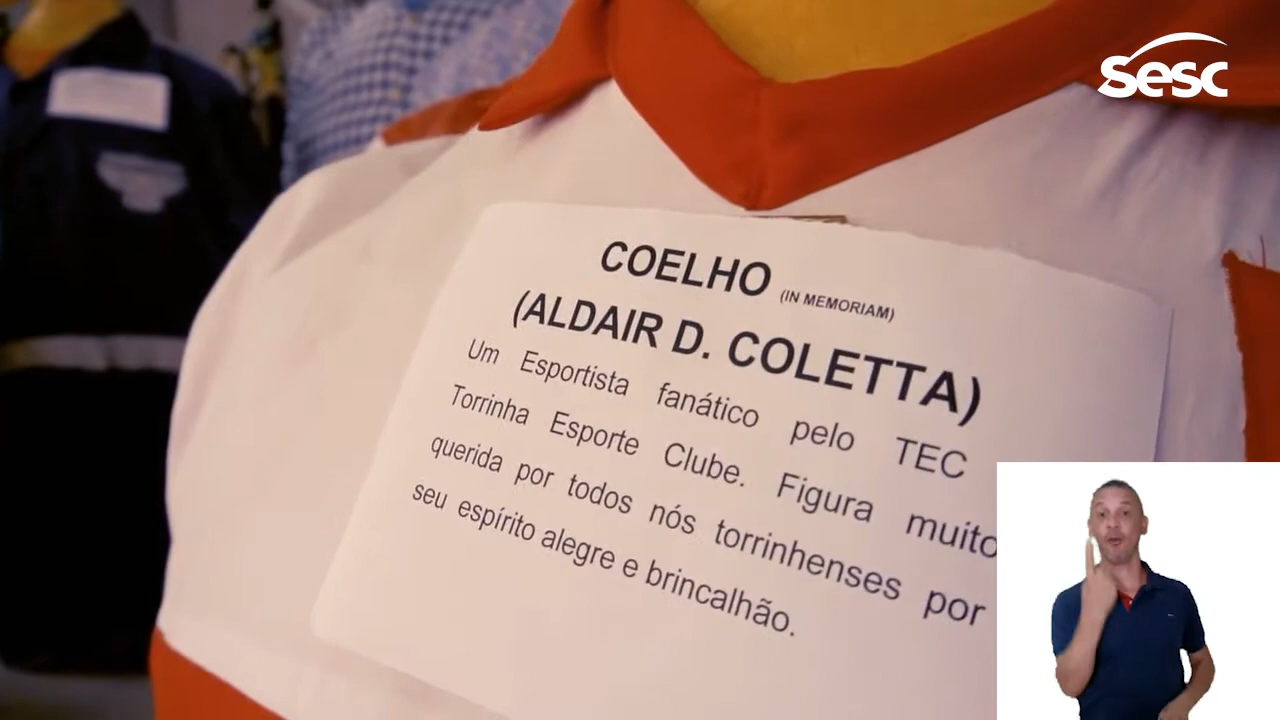 Sesc
COELHO (IN MEMORIAM)
(ALDAIR D. COLETTA)
Um Esportista fanático pelo TEC
Torrinha Esporte Clube. Figura muito
querida por todos nós torrinhenses por
seu espírito alegre e brincalhão.